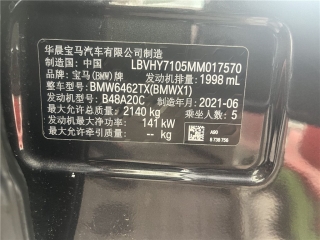 华晨宝马汽车有限公司制造
制造国：中国 LBVHY7105MM017570
品牌：宝马(BMW)牌 发动机排量：1998 mL
整车型号：BMW6462TX(BMWX1)
发动机型号：B48A20C 制造年月：2021-06
最大允许总质量：2140 kg 乘坐人数：5
发动机最大净功率：141 kW
最大允许牵引质量：-- kg
A90